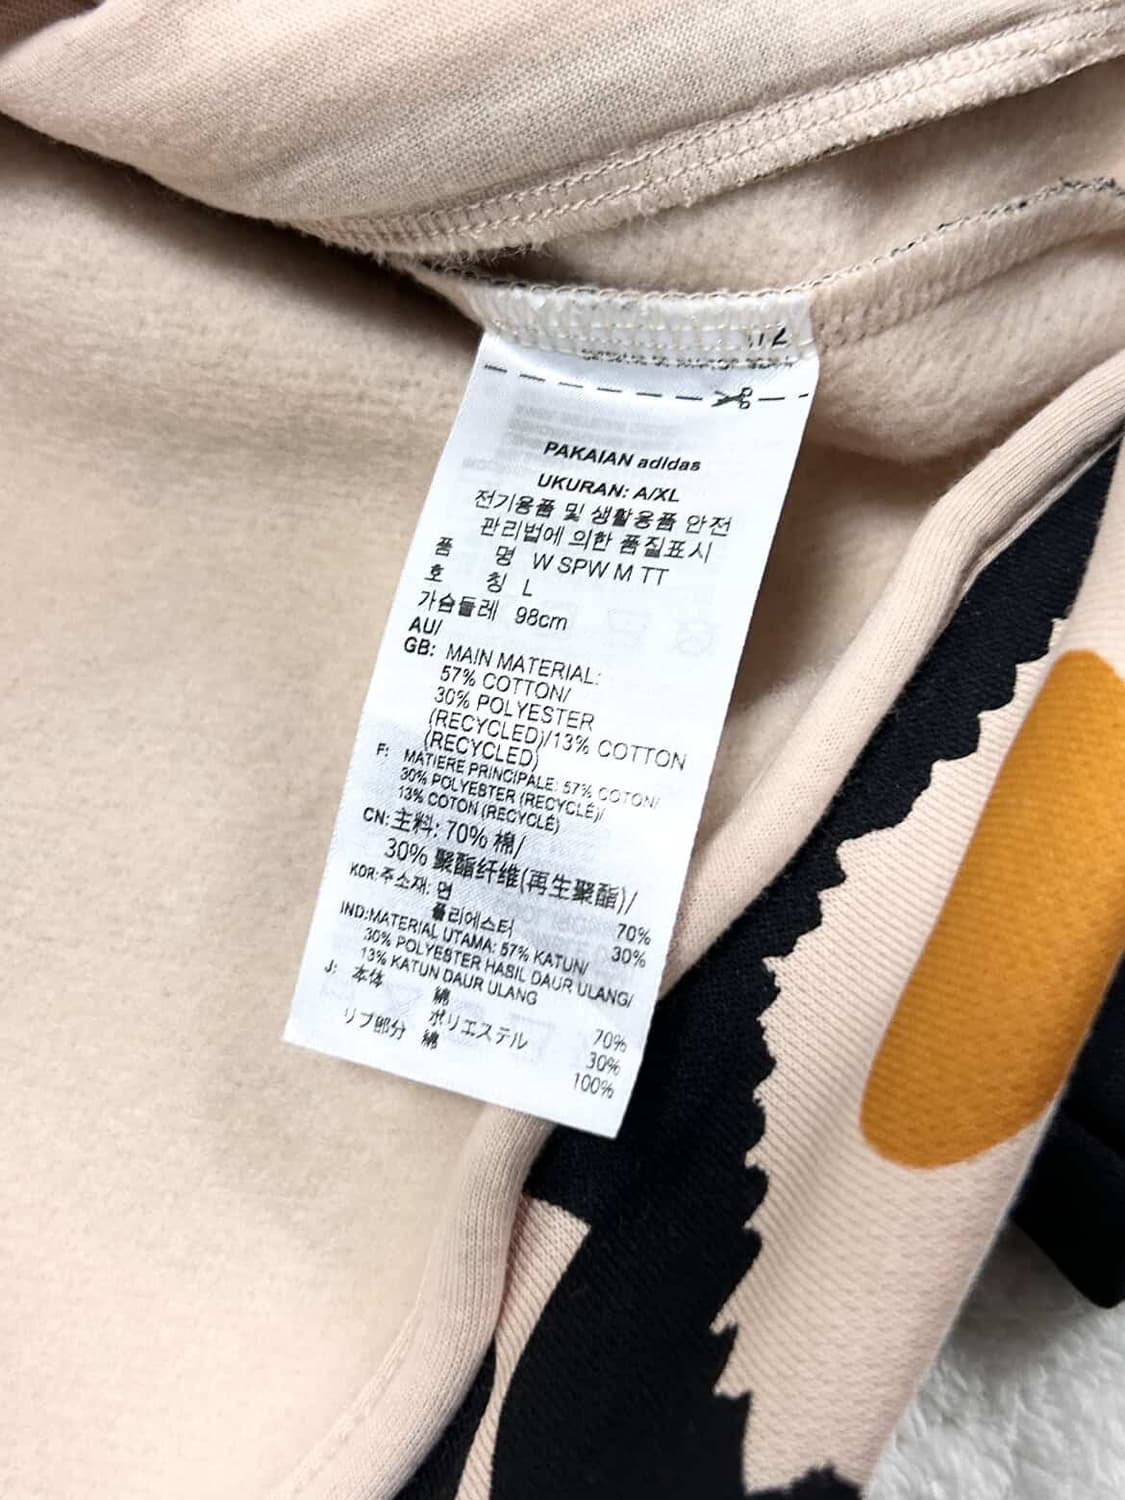 12
PAKAIAN adidas
UKURAN: A/XL
전기용품 및 생활용품 안전
관리법에 의한 품질표시
품 명 W SPW M TT
호 칭 L
가슴둘레 98cm
AU/
GB: MAIN MATERIAL:
57% COTTON/
30% POLYESTER
(RECYCLED)/13% COTTON
(RECYCLED)
F: MATIERE PRINCIPALE: 57% COTON/
30% POLYESTER (RECYCLÉ)/
13% COTON (RECYCLÉ)
CN: 主料: 70% 棉/
30% 聚酯纤维(再生聚酯)/
KOR: 주소재: 면 70%
폴리에스터 30%
IND:MATERIAL UTAMA: 57% KATUN/
30% POLYESTER HASIL DAUR ULANG/
13% KATUN DAUR ULANG
J: 本体 綿 70%
ポリエステル 30%
リブ部分 綿 100%